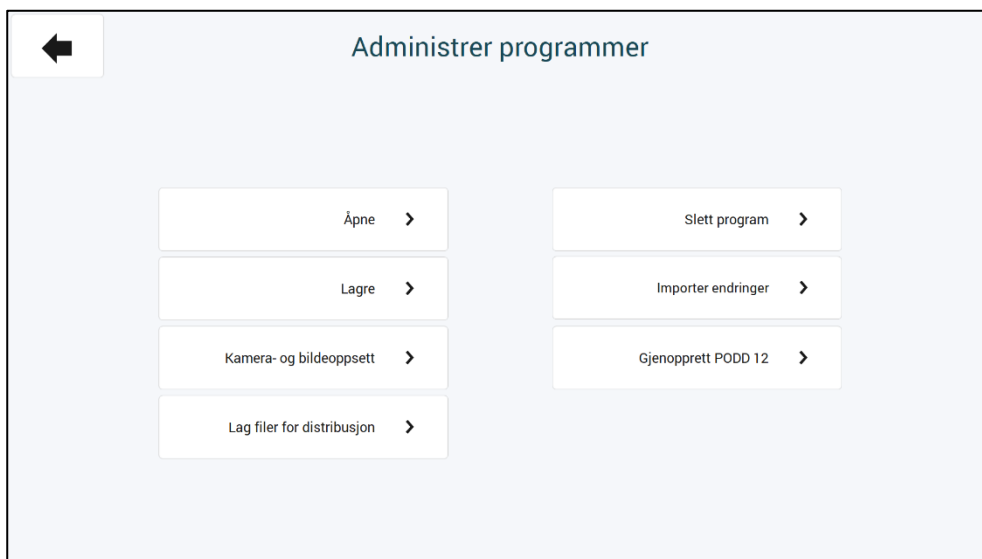 Administrer programmer
Åpne
Lagre
Kamera- og bildeoppsett
Lag filer for distribusjon
Slett program
Importer endringer
Gjenopprett PODD 12